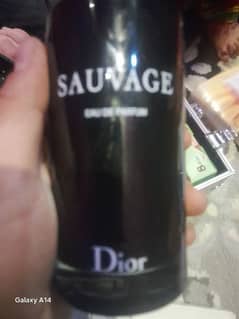 SAUVAGE
EAU DE PARFUM
Dior
Galaxy A14